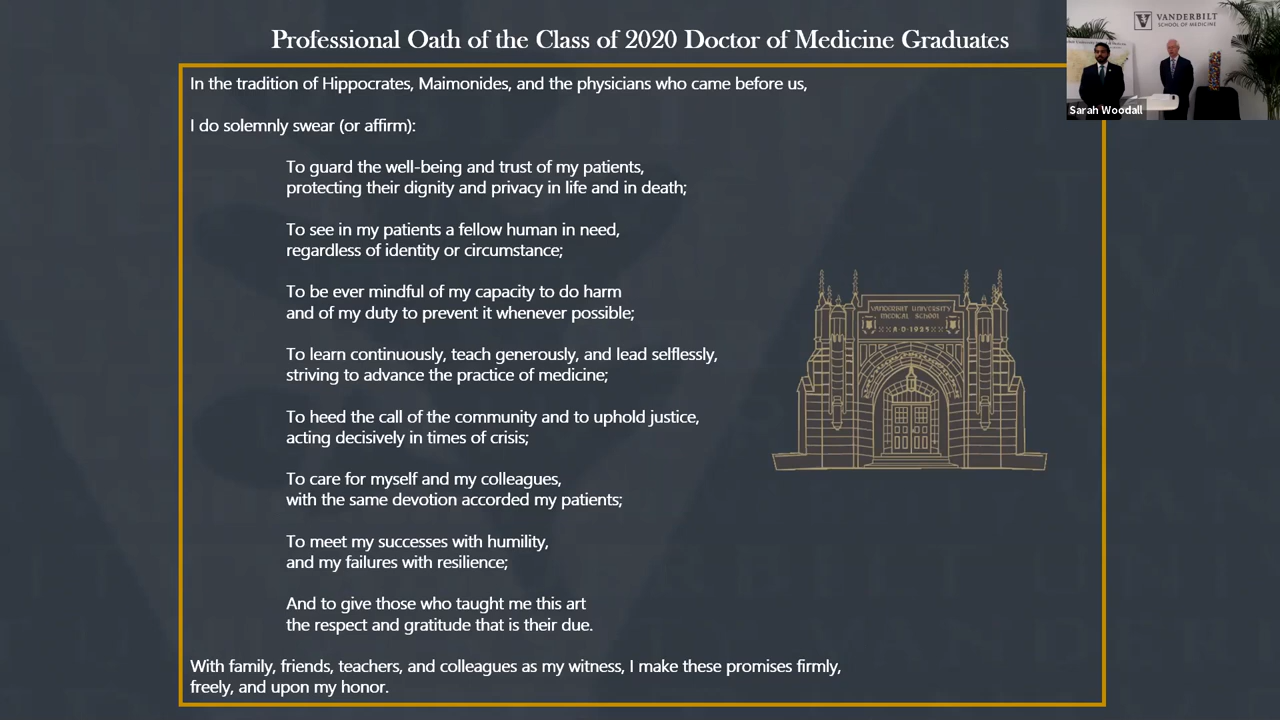 Professional Oath of the Class of 2020 Doctor of Medicine Graduates
VANDERBILT
SCHOOL OF MEDICINE
Sarah Woodall
In the tradition of Hippocrates, Maimonides, and the physicians who came before us,
I do solemnly swear (or affirm):
To guard the well-being and trust of my patients,
protecting their dignity and privacy in life and in death;
To see in my patients a fellow human in need,
regardless of identity or circumstance;
To be ever mindful of my capacity to do harm
and of my duty to prevent it whenever possible;
To learn continuously, teach generously, and lead selflessly,
striving to advance the practice of medicine;
To heed the call of the community and to uphold justice,
acting decisively in times of crisis;
To care for myself and my colleagues,
with the same devotion accorded my patients;
To meet my successes with humility,
and my failures with resilience;
And to give those who taught me this art
the respect and gratitude that is their due.
With family, friends, teachers, and colleagues as my witness, I make these promises firmly,
freely, and upon my honor.
VANDERBILT UNIVERSITY
MEDICAL SCHOOL
A·D·1925